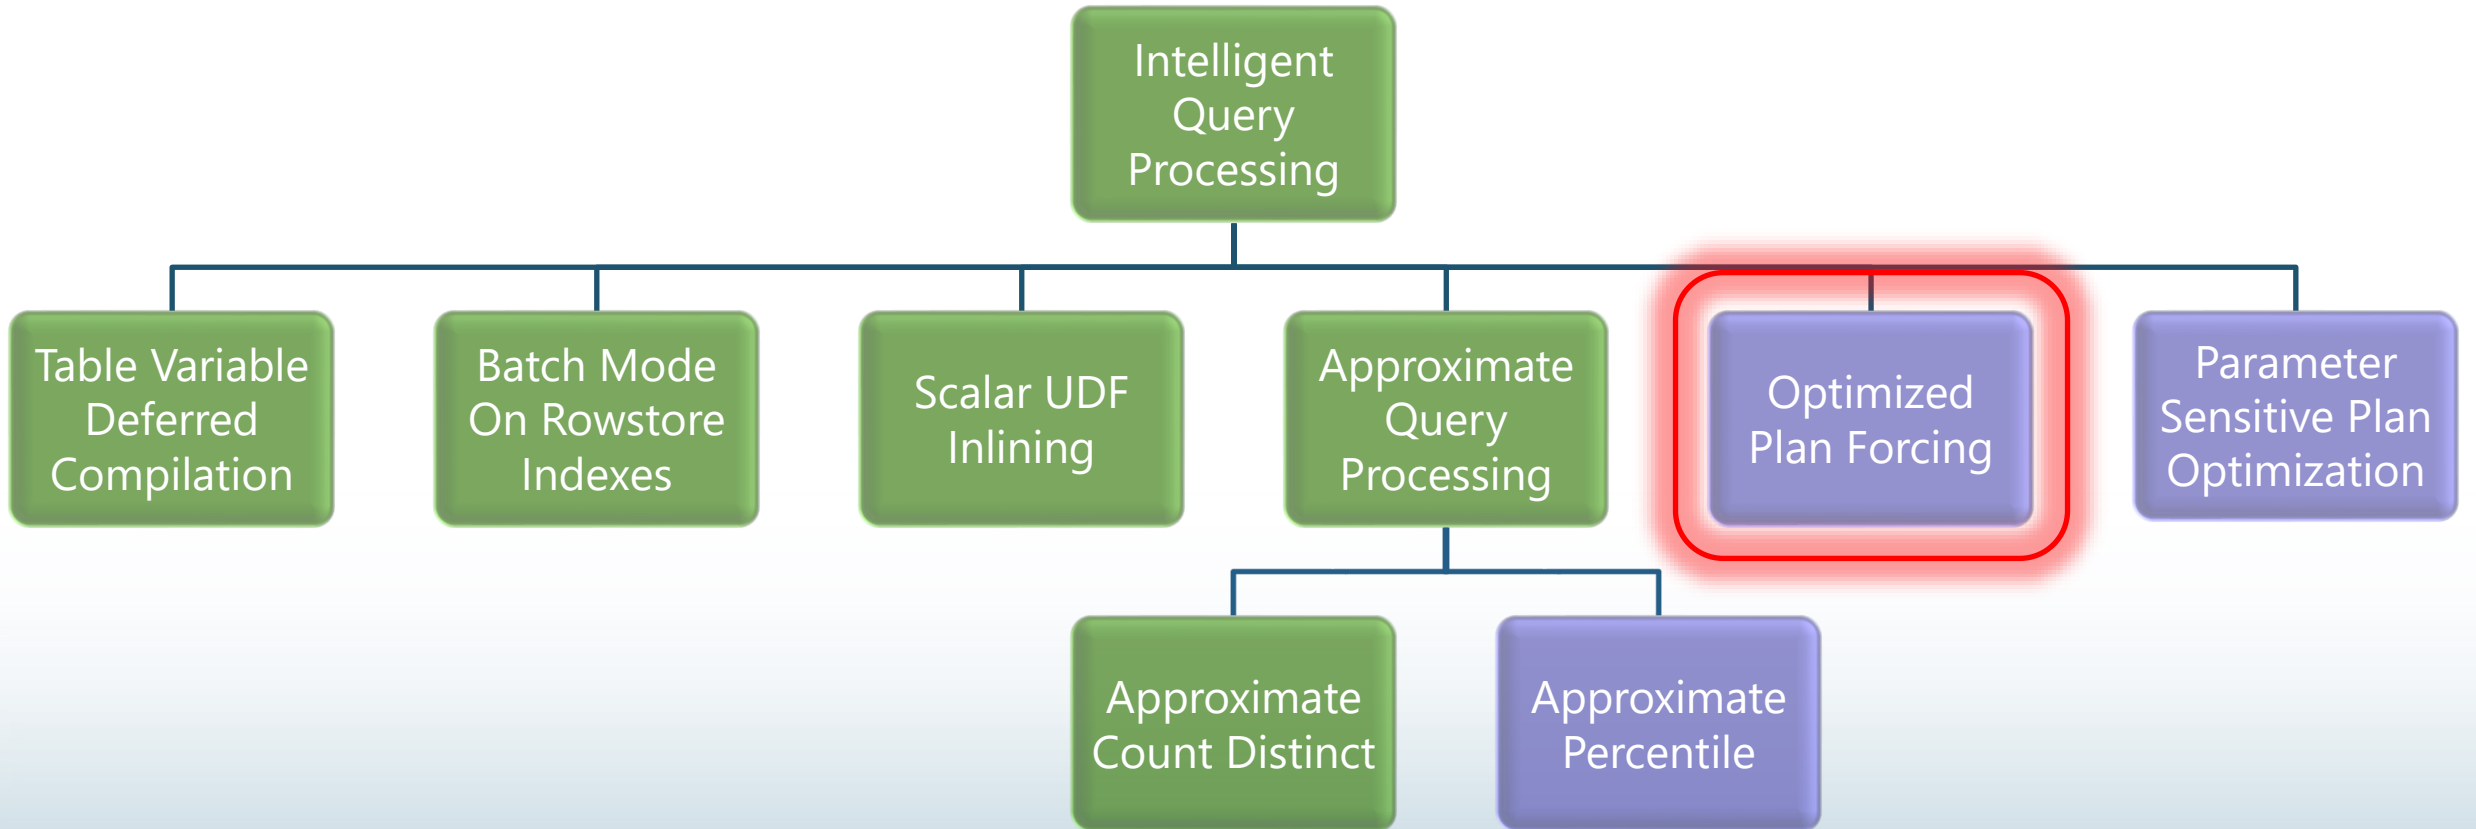 Intelligent
Query
Processing
Table Variable
Deferred
Compilation
Batch Mode
On Rowstore
Indexes
Scalar UDF
Inlining
Approximate
Query
Processing
Optimized
Plan Forcing
Parameter
Sensitive Plan
Optimization
Approximate
Count Distinct
Approximate
Percentile